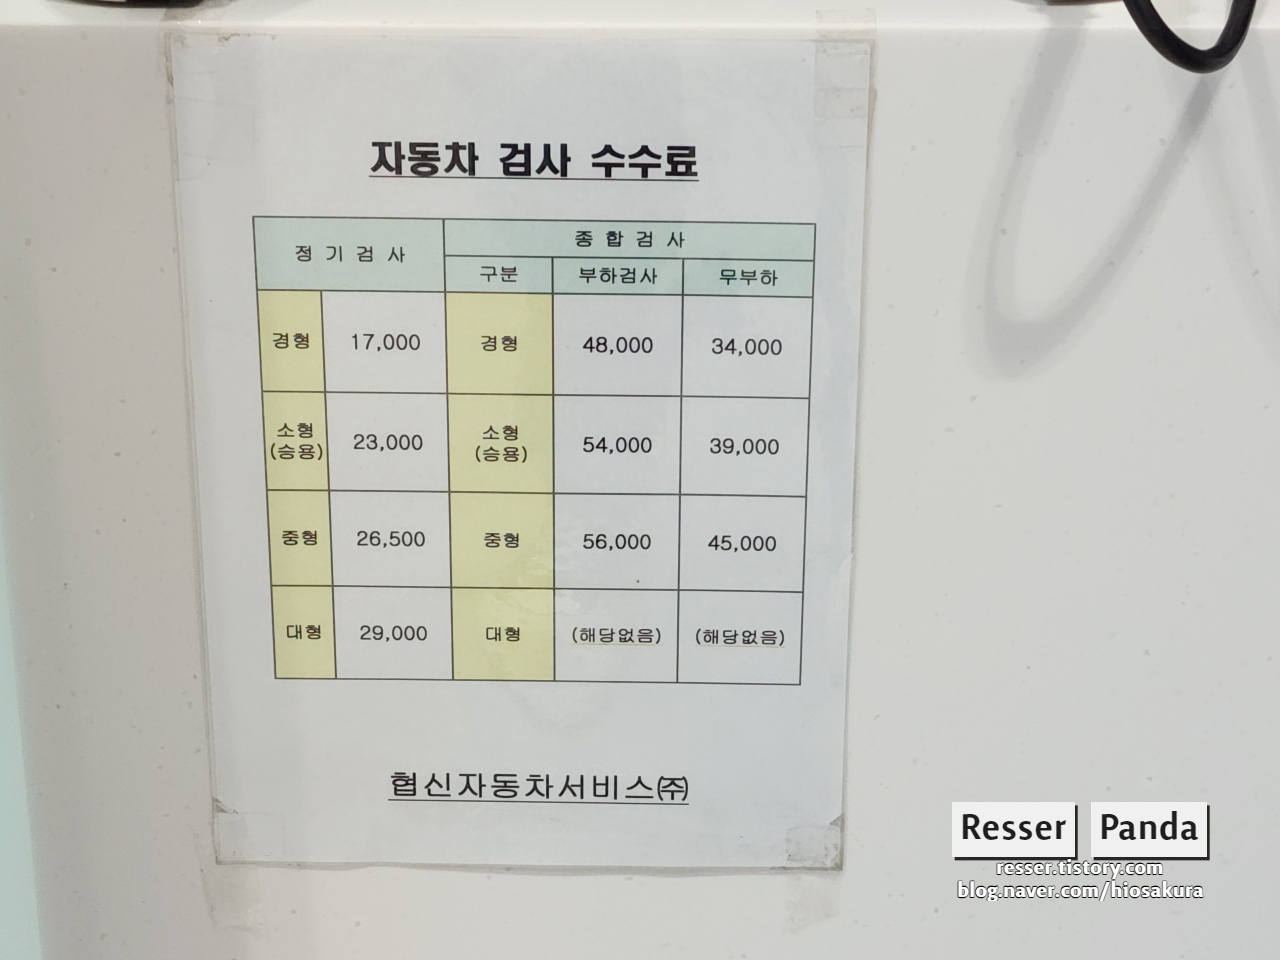 자동차 검사 수수료
정 기 검 사 종 합 검 사
구분 부하검사 무부하
경형 17,000 경형 48,000 34,000
소형 (승용) 23,000 소형 (승용) 54,000 39,000
중형 26,500 중형 56,000 45,000
대형 29,000 대형 (해당없음) (해당없음)
협신자동차서비스㈜
Resser Panda
resser.tistory.com
blog.naver.com/hiosakura